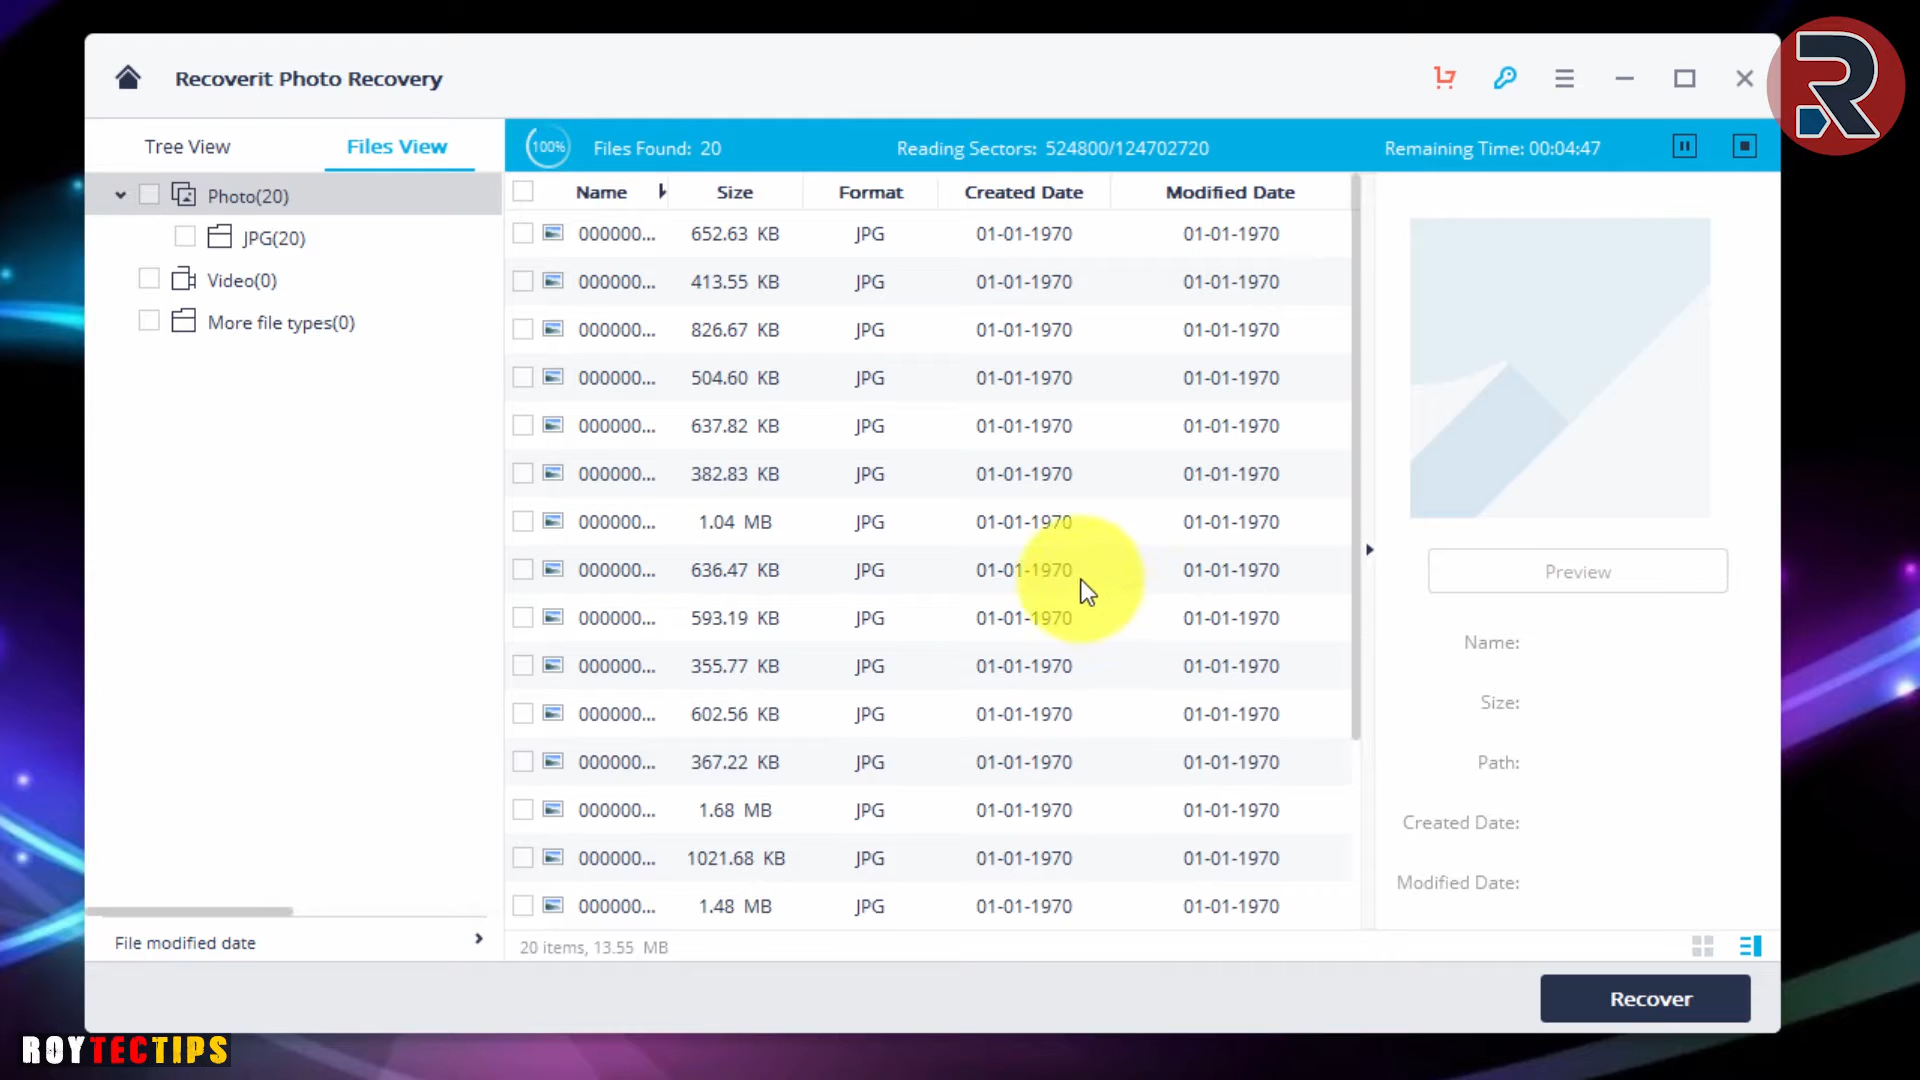 Recoverit Photo Recovery
R
Tree View Files View
100% Files Found: 20 Reading Sectors: 524800/124702720 Remaining Time: 00:04:47
Photo(20)
JPG(20)
Video(0)
More file types(0)
Name Size Format Created Date Modified Date
000000... 652.63 KB JPG 01-01-1970 01-01-1970
000000... 413.55 KB JPG 01-01-1970 01-01-1970
000000... 826.67 KB JPG 01-01-1970 01-01-1970
000000... 504.60 KB JPG 01-01-1970 01-01-1970
000000... 637.82 KB JPG 01-01-1970 01-01-1970
000000... 382.83 KB JPG 01-01-1970 01-01-1970
000000... 1.04 MB JPG 01-01-1970 01-01-1970
000000... 636.47 KB JPG 01-01-1970 01-01-1970
000000... 593.19 KB JPG 01-01-1970 01-01-1970
000000... 355.77 KB JPG 01-01-1970 01-01-1970
000000... 602.56 KB JPG 01-01-1970 01-01-1970
000000... 367.22 KB JPG 01-01-1970 01-01-1970
000000... 1.68 MB JPG 01-01-1970 01-01-1970
000000... 1021.68 KB JPG 01-01-1970 01-01-1970
000000... 1.48 MB JPG 01-01-1970 01-01-1970
Preview
Name:
Size:
Path:
Created Date:
Modified Date:
File modified date
20 items, 13.55 MB
Recover
ROYTECTIPS